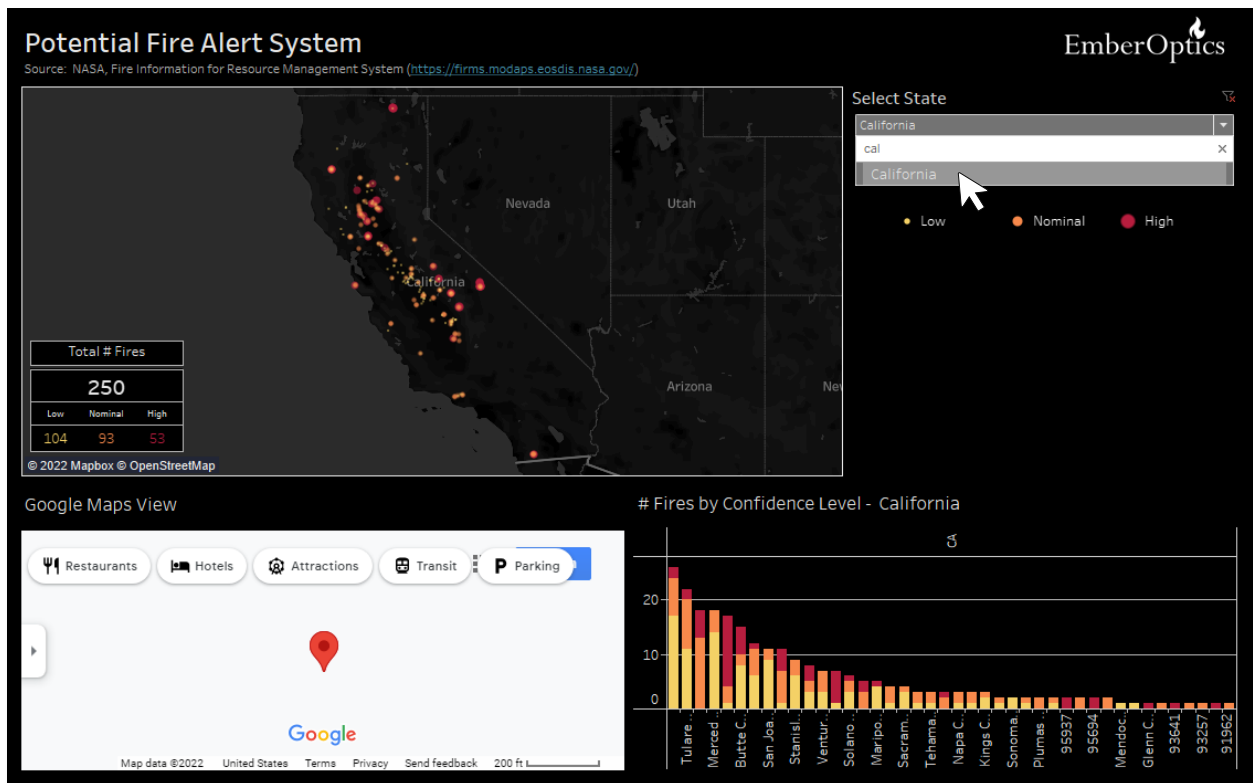 Potential Fire Alert System
Source: NASA, Fire Information for Resource Management System (https://firms.modaps.eosdis.nasa.gov/)
EmberOptics
Nevada
Utah
California
Arizona
Nev
Total # Fires
250
Low Nominal High
104 93 53
© 2022 Mapbox © OpenStreetMap
Select State
California
cal
California
Low Nominal High
Google Maps View
Restaurants
Hotels
Attractions
Transit
P Parking
Google
Map data ©2022 United States Terms Privacy Send feedback 200 ft
# Fires by Confidence Level - California
CA
20
10
0
Tulare ..
Merced ..
Butte C..
San Joa..
Stanisl..
Ventur..
Solano ..
Maripo..
Sacram..
Tehama..
Napa C..
Kings C..
Sonoma..
Plumas ..
95937
95694
Mendoc..
Glenn C..
93641
93257
91962